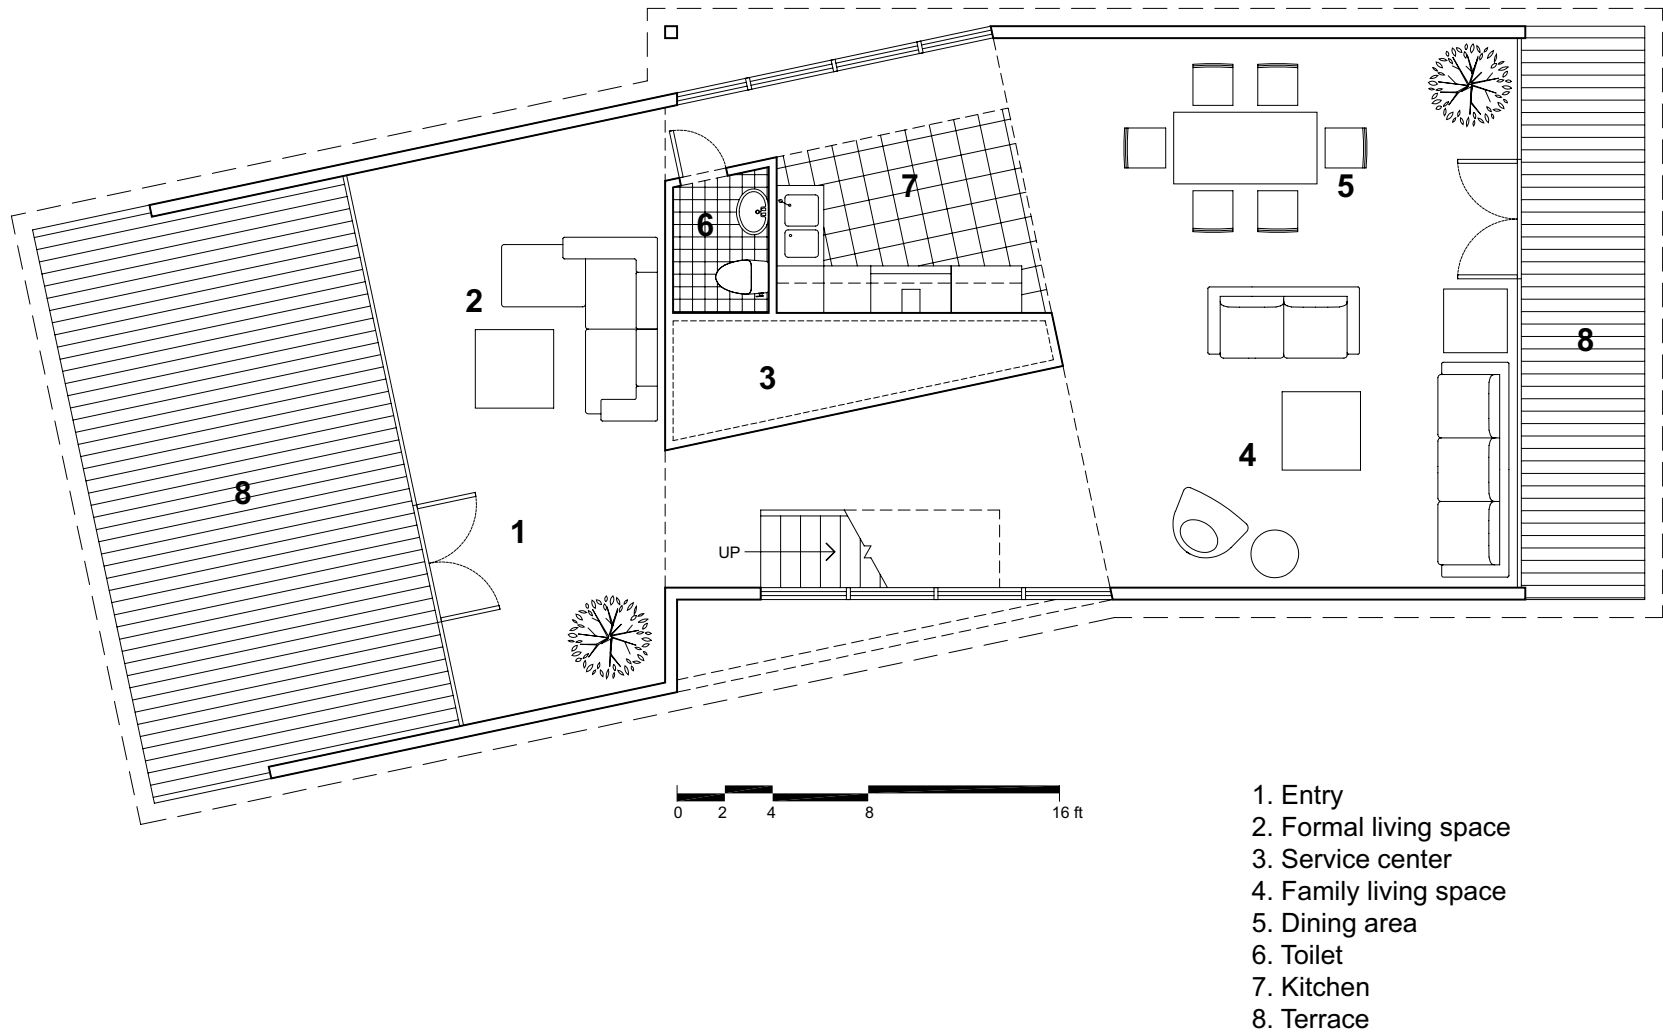 7
6
5
2
8
3
4
8
1
UP
0 2 4 8 16 ft
1. Entry
2. Formal living space
3. Service center
4. Family living space
5. Dining area
6. Toilet
7. Kitchen
8. Terrace